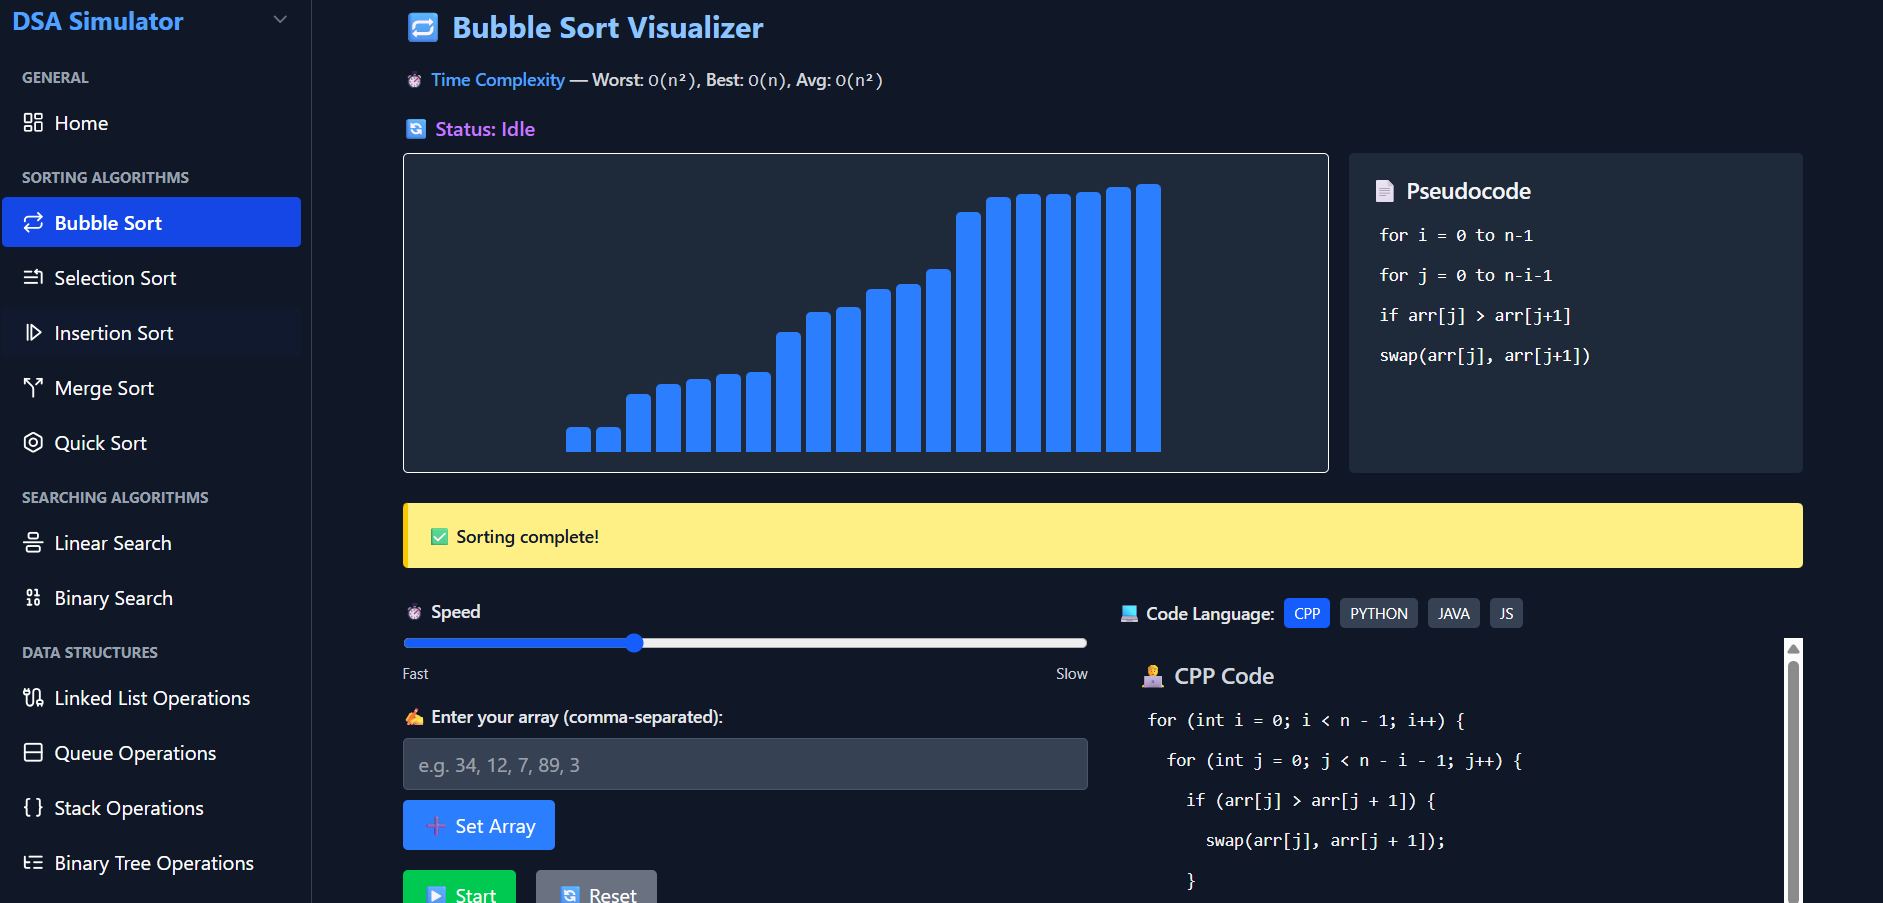 DSA Simulator
GENERAL
Home
SORTING ALGORITHMS
Bubble Sort
Selection Sort
Insertion Sort
Merge Sort
Quick Sort
SEARCHING ALGORITHMS
Linear Search
Binary Search
DATA STRUCTURES
Linked List Operations
Queue Operations
Stack Operations
Binary Tree Operations
Bubble Sort Visualizer
Time Complexity — Worst: O(n²), Best: O(n), Avg: O(n²)
Status: Idle
Pseudocode
for i = 0 to n-1
for j = 0 to n-i-1
if arr[j] > arr[j+1]
swap(arr[j], arr[j+1])
Sorting complete!
Speed
Fast Slow
Enter your array (comma-separated):
e.g. 34, 12, 7, 89, 3
Set Array
Start Reset
Code Language: CPP PYTHON JAVA JS
CPP Code
for (int i = 0; i < n - 1; i++) {
for (int j = 0; j < n - i - 1; j++) {
if (arr[j] > arr[j + 1]) {
swap(arr[j], arr[j + 1]);
}